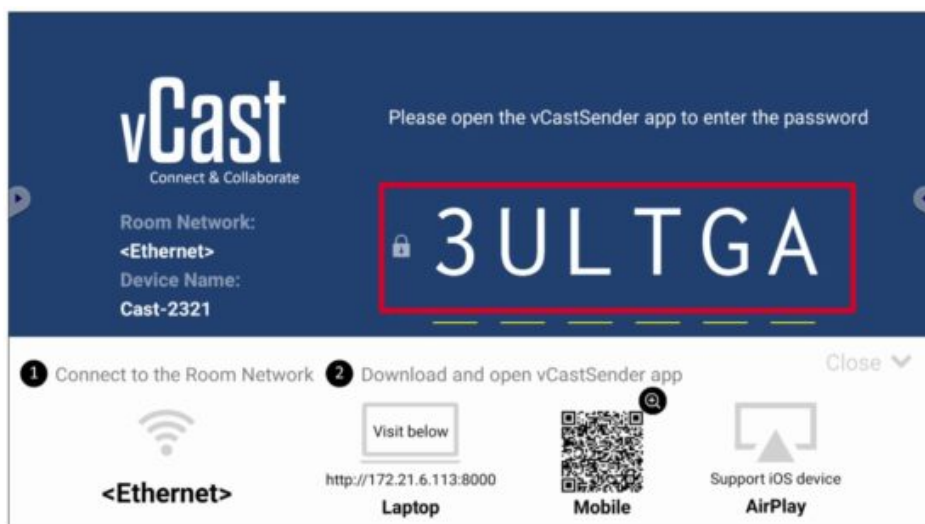 vCast
Connect & Collaborate
Please open the vCastSender app to enter the password
Room Network:
<Ethernet>
Device Name:
Cast-2321
3ULTGA
Close
1 Connect to the Room Network
2 Download and open vCastSender app
<Ethernet>
Visit below
http://172.21.6.113:8000
Laptop
Mobile
Support iOS device
AirPlay